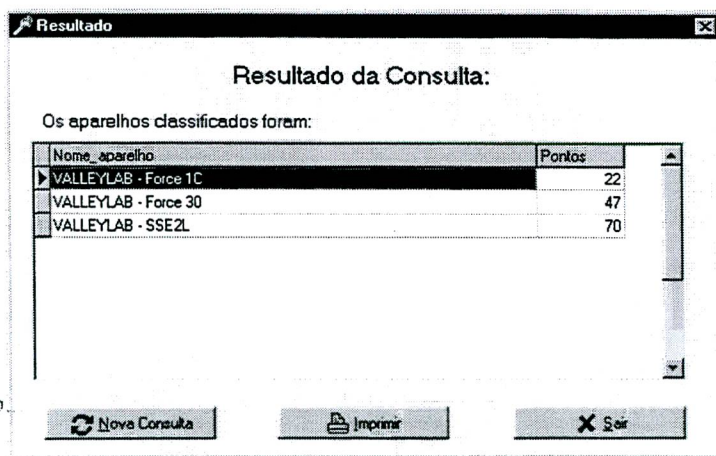 Resultado
Resultado da Consulta:
Os aparelhos classificados foram:
Nome_aparelho Pontos
VALLEYLAB - Force 1C 22
VALLEYLAB - Force 30 47
VALLEYLAB - SSE2L 70
Nova Consulta Imprimir Sair